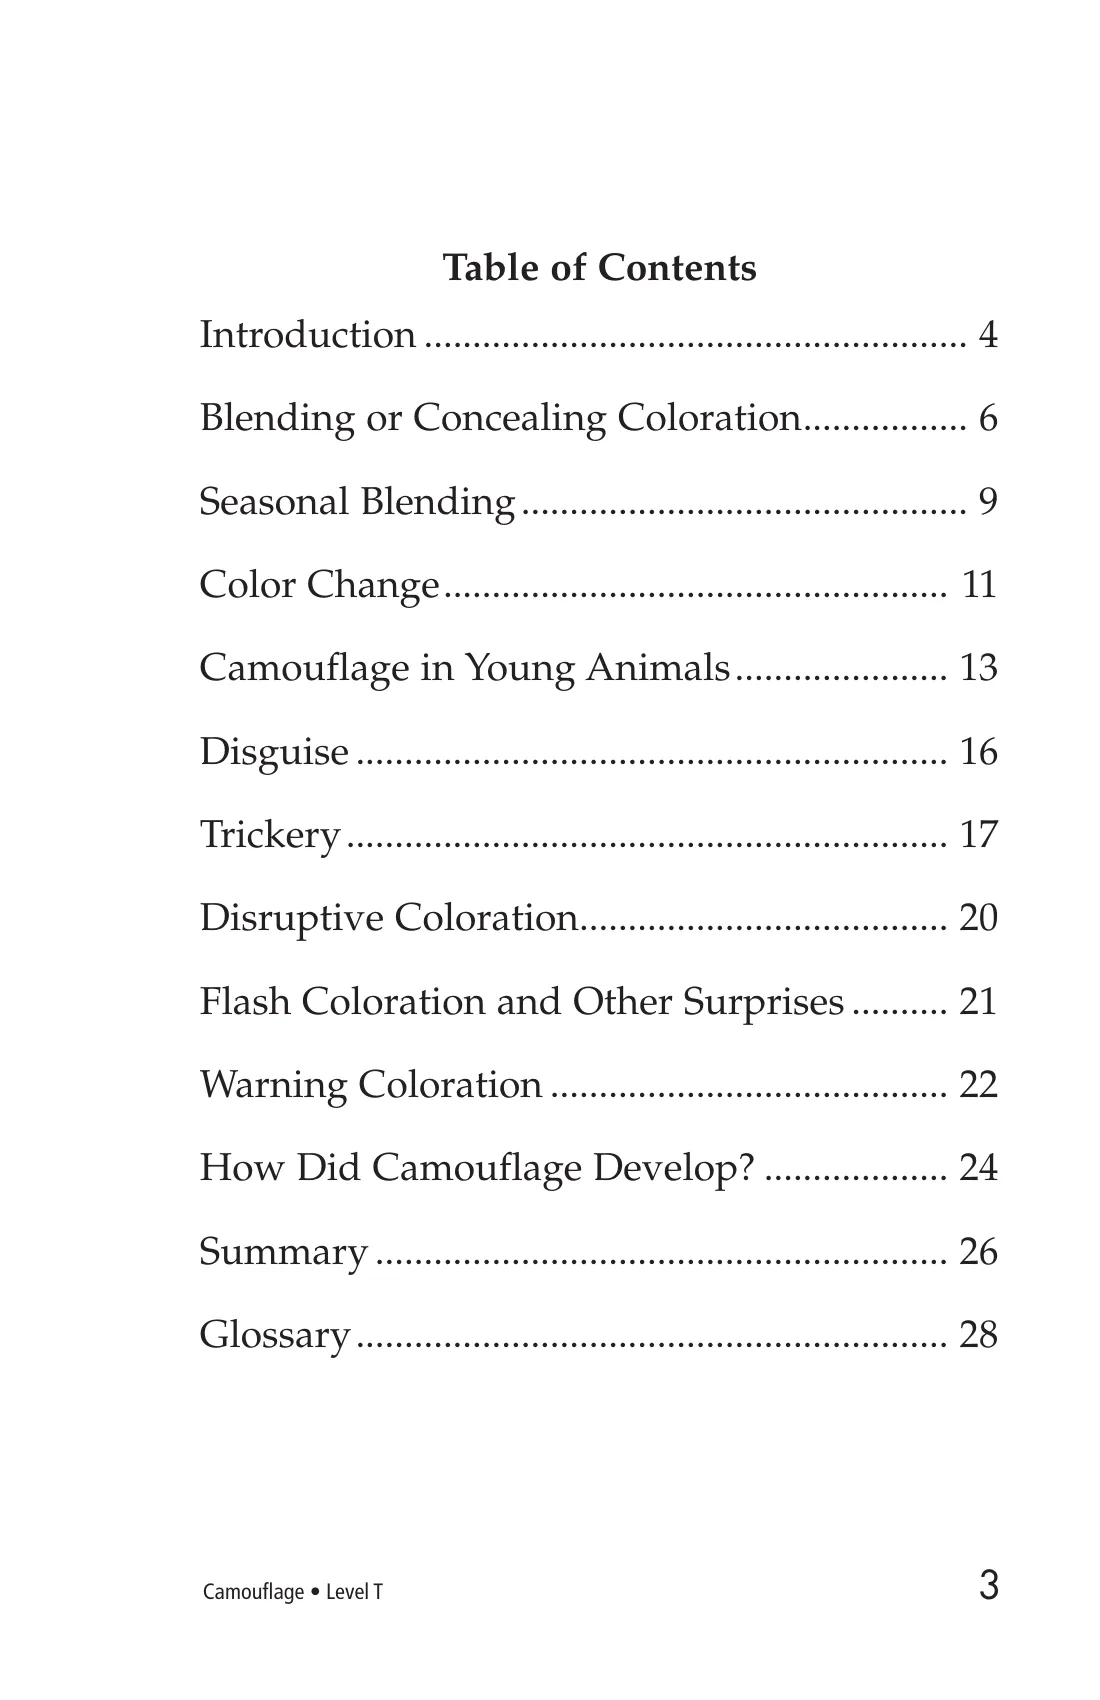 Table of Contents
Introduction ........................................................ 4
Blending or Concealing Coloration................. 6
Seasonal Blending .............................................. 9
Color Change.................................................... 11
Camouflage in Young Animals...................... 13
Disguise ............................................................. 16
Trickery .............................................................. 17
Disruptive Coloration...................................... 20
Flash Coloration and Other Surprises .......... 21
Warning Coloration ......................................... 22
How Did Camouflage Develop? ................... 24
Summary ........................................................... 26
Glossary ............................................................. 28
Camouflage • Level T 3